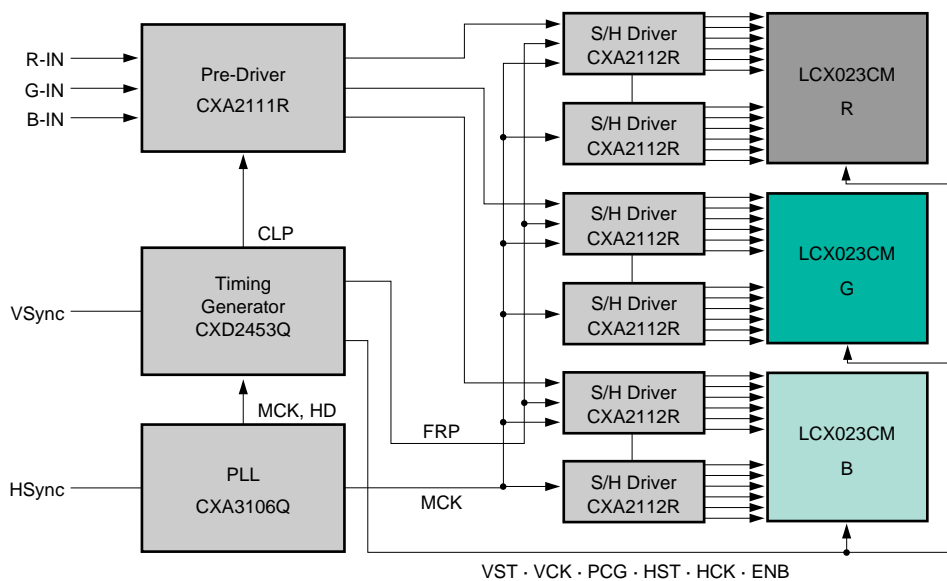 R-IN
G-IN
B-IN
Pre-Driver
CXA2111R
S/H Driver
CXA2112R
S/H Driver
CXA2112R
LCX023CM
R
CLP
VSync
Timing
Generator
CXD2453Q
S/H Driver
CXA2112R
S/H Driver
CXA2112R
LCX023CM
G
MCK, HD
HSync
PLL
CXA3106Q
FRP
MCK
S/H Driver
CXA2112R
S/H Driver
CXA2112R
LCX023CM
B
VST · VCK · PCG · HST · HCK · ENB